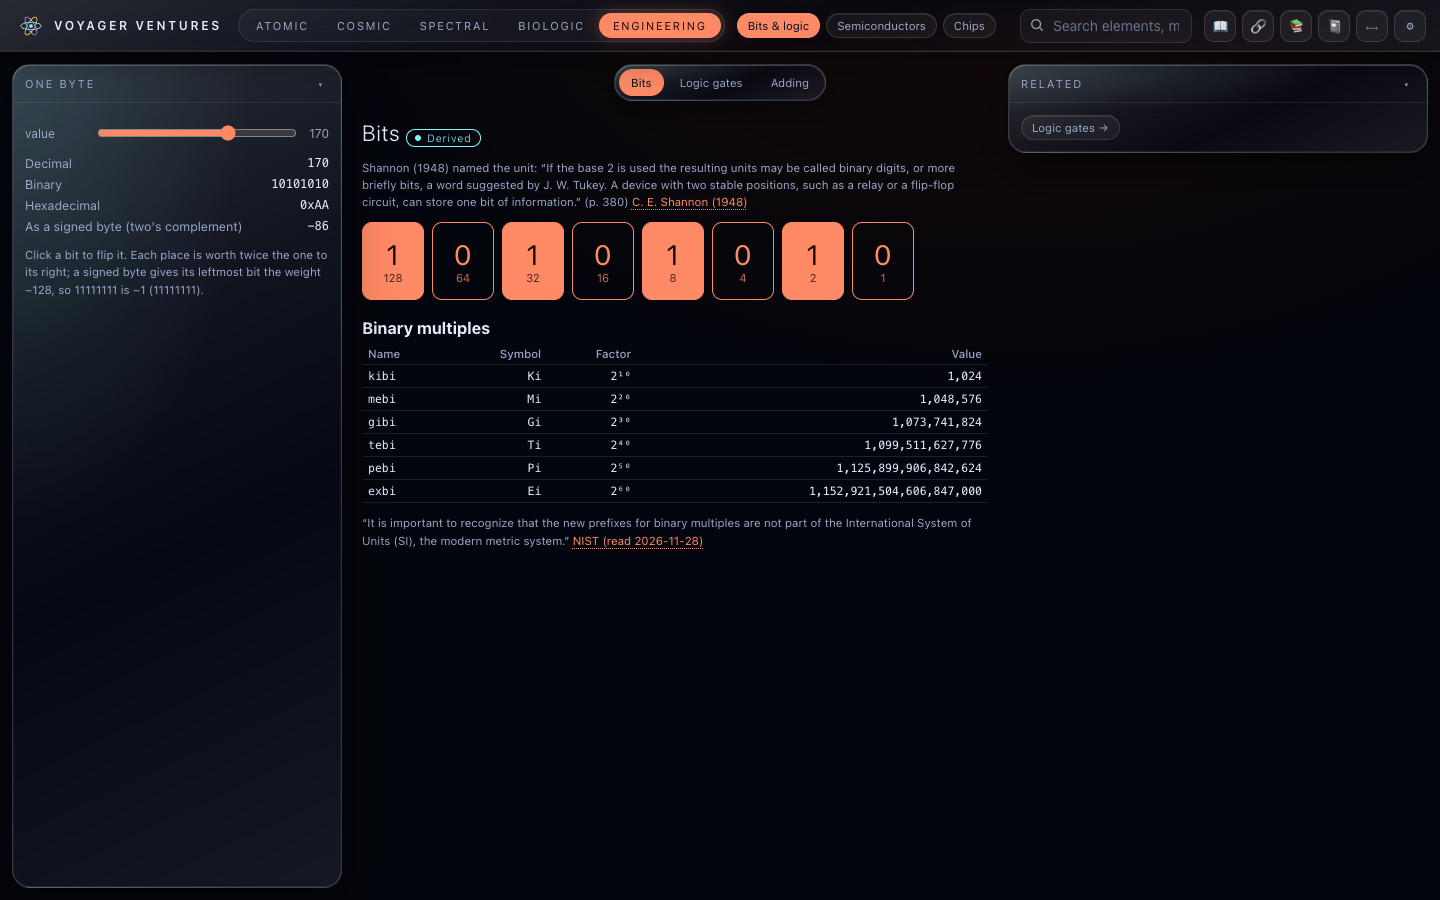 VOYAGER VENTURES
ATOMIC
COSMIC
SPECTRAL
BIOLOGIC
ENGINEERING
Bits & logic
Semiconductors
Chips
Search elements, m
ONE BYTE
value 170
Decimal 170
Binary 10101010
Hexadecimal 0xAA
As a signed byte (two's complement) −86
Click a bit to flip it. Each place is worth twice the one to
its right; a signed byte gives its leftmost bit the weight
−128, so 11111111 is −1 (11111111).
Bits
Logic gates
Adding
Bits Derived
Shannon (1948) named the unit: “If the base 2 is used the resulting units may be called binary digits, or more
briefly bits, a word suggested by J. W. Tukey. A device with two stable positions, such as a relay or a flip-flop
circuit, can store one bit of information.” (p. 380) C. E. Shannon (1948)
1 0 1 0 1 0 1 0
128 64 32 16 8 4 2 1
Binary multiples
Name Symbol Factor Value
kibi Ki 2¹⁰ 1,024
mebi Mi 2²⁰ 1,048,576
gibi Gi 2³⁰ 1,073,741,824
tebi Ti 2⁴⁰ 1,099,511,627,776
pebi Pi 2⁵⁰ 1,125,899,906,842,624
exbi Ei 2⁶⁰ 1,152,921,504,606,847,000
“It is important to recognize that the new prefixes for binary multiples are not part of the International System of
Units (SI), the modern metric system.” NIST (read 2026-11-28)
RELATED
Logic gates →